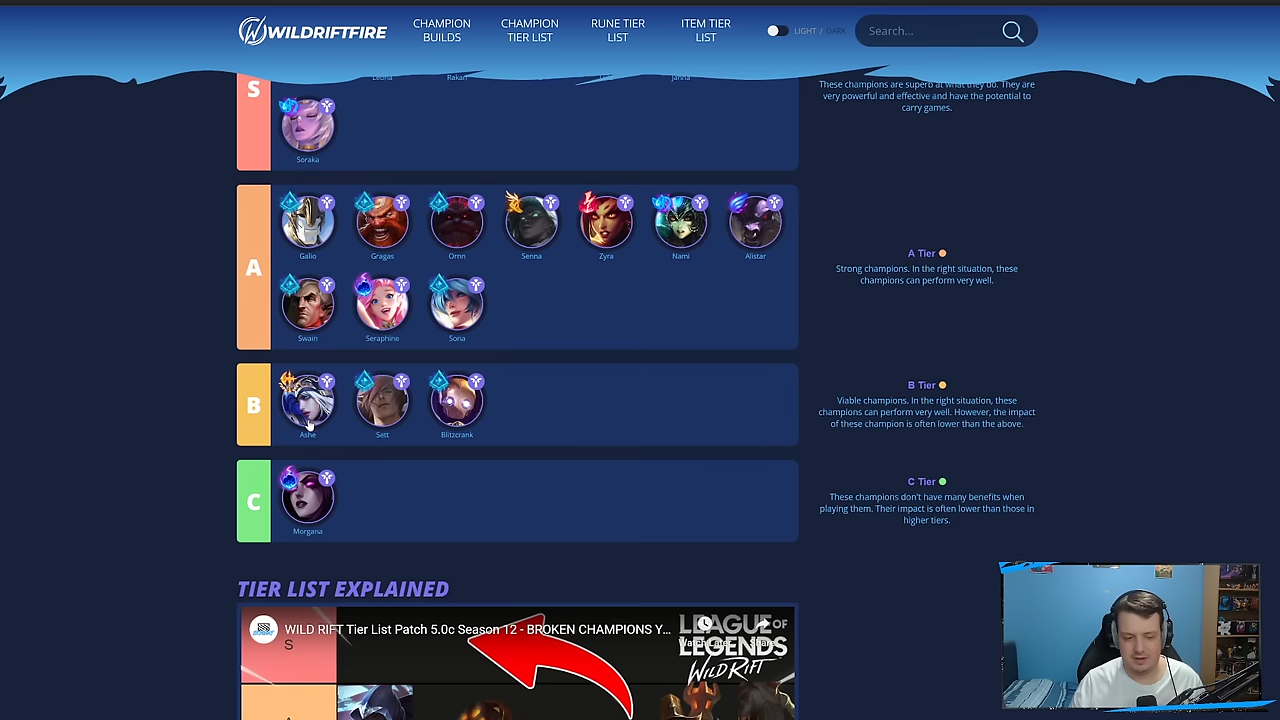 WILDRIFTFIRE
CHAMPION
BUILDS
CHAMPION
TIER LIST
RUNE TIER
LIST
ITEM TIER
LIST
LIGHT / DARK
Search...
S
Leona
Rakan
Janna
Soraka
These champions are superb at what they do. They are
very powerful and effective and have the potential to
carry games.
A
Galio
Gragas
Ornn
Senna
Zyra
Nami
Alistar
Swain
Seraphine
Sona
A Tier
Strong champions. In the right situation, these
champions can perform very well.
B
Ashe
Sett
Blitzcrank
B Tier
Viable champions. In the right situation, these
champions can perform very well. However, the impact
of these champion is often lower than the above.
C
Morgana
C Tier
These champions don't have many benefits when
playing them. Their impact is often lower than those in
higher tiers.
TIER LIST EXPLAINED
WILD RIFT Tier List Patch 5.0c Season 12 - BROKEN CHAMPIONS Y...
S
LEAGUE OF
LEGENDS
WILD RIFT